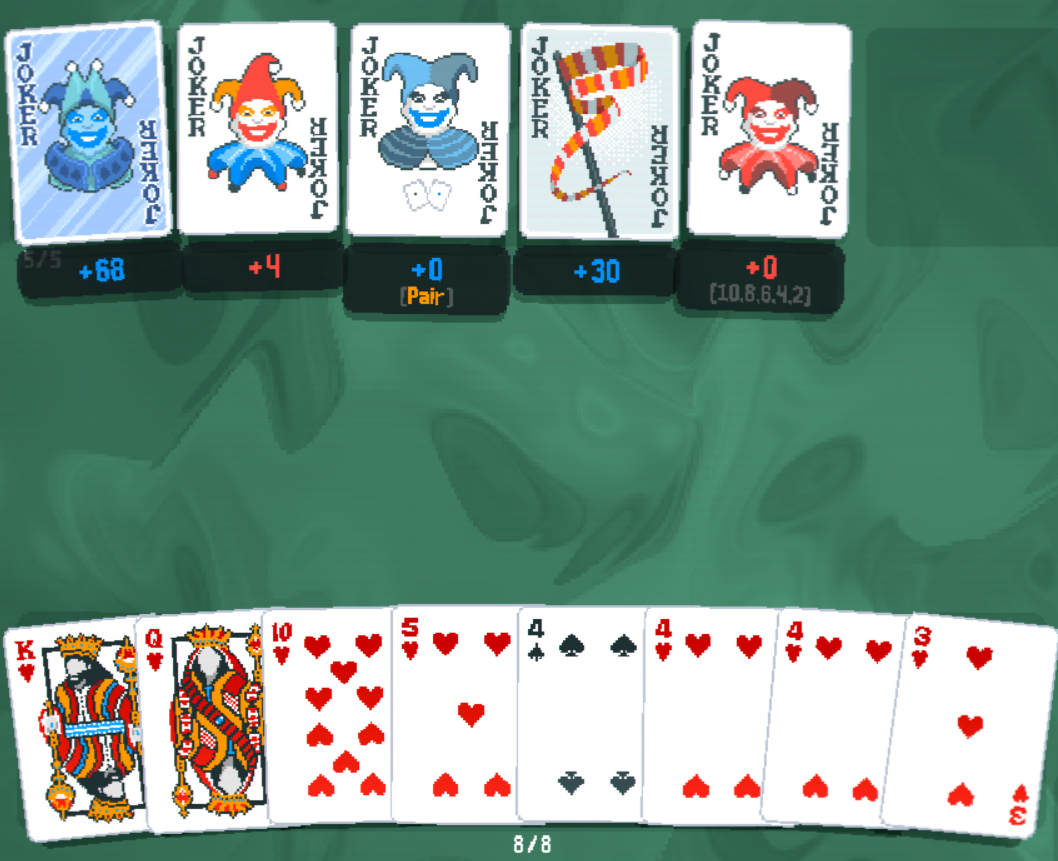 JOKER JOKER JOKER JOKER JOKER JOKER JOKER JOKER JOKER JOKER
5/5
+68 +4 +0 +30 +0
[Pair] [10,8,6,4,2]
K Q 10 5 4 4 4 3
3
8/8